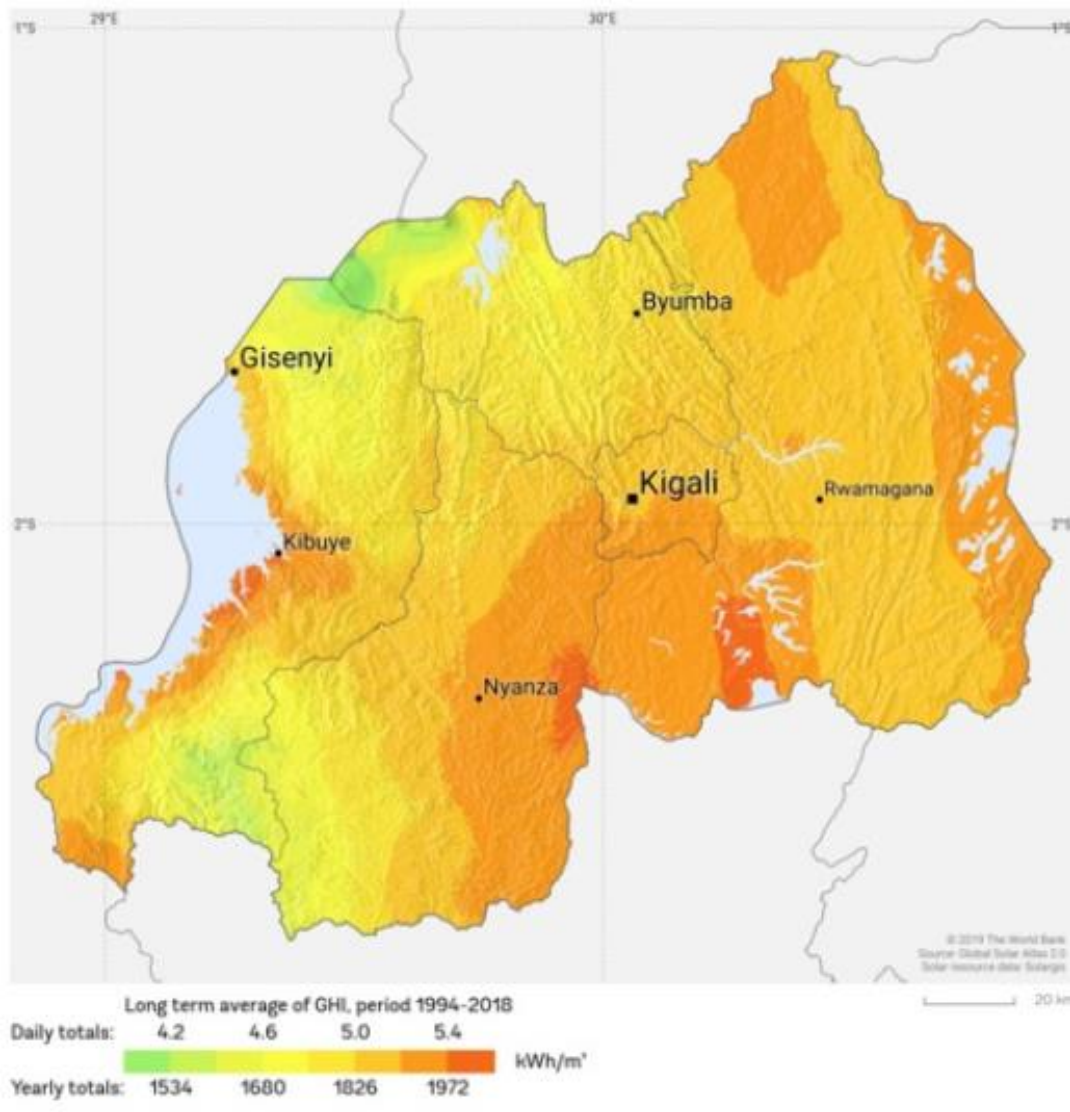 29°E 30°E
1°S 1°S
Byumba
Gisenyi
Kigali
Rwamagana
2°S 2°S
Kibuye
Nyanza
© 2019 The World Bank
Source: Global Solar Atlas 2.0
Solar resource data: Solargis
Long term average of GHI, period 1994-2018
20 km
Daily totals: 4.2 4.6 5.0 5.4
kWh/m²
Yearly totals: 1534 1680 1826 1972